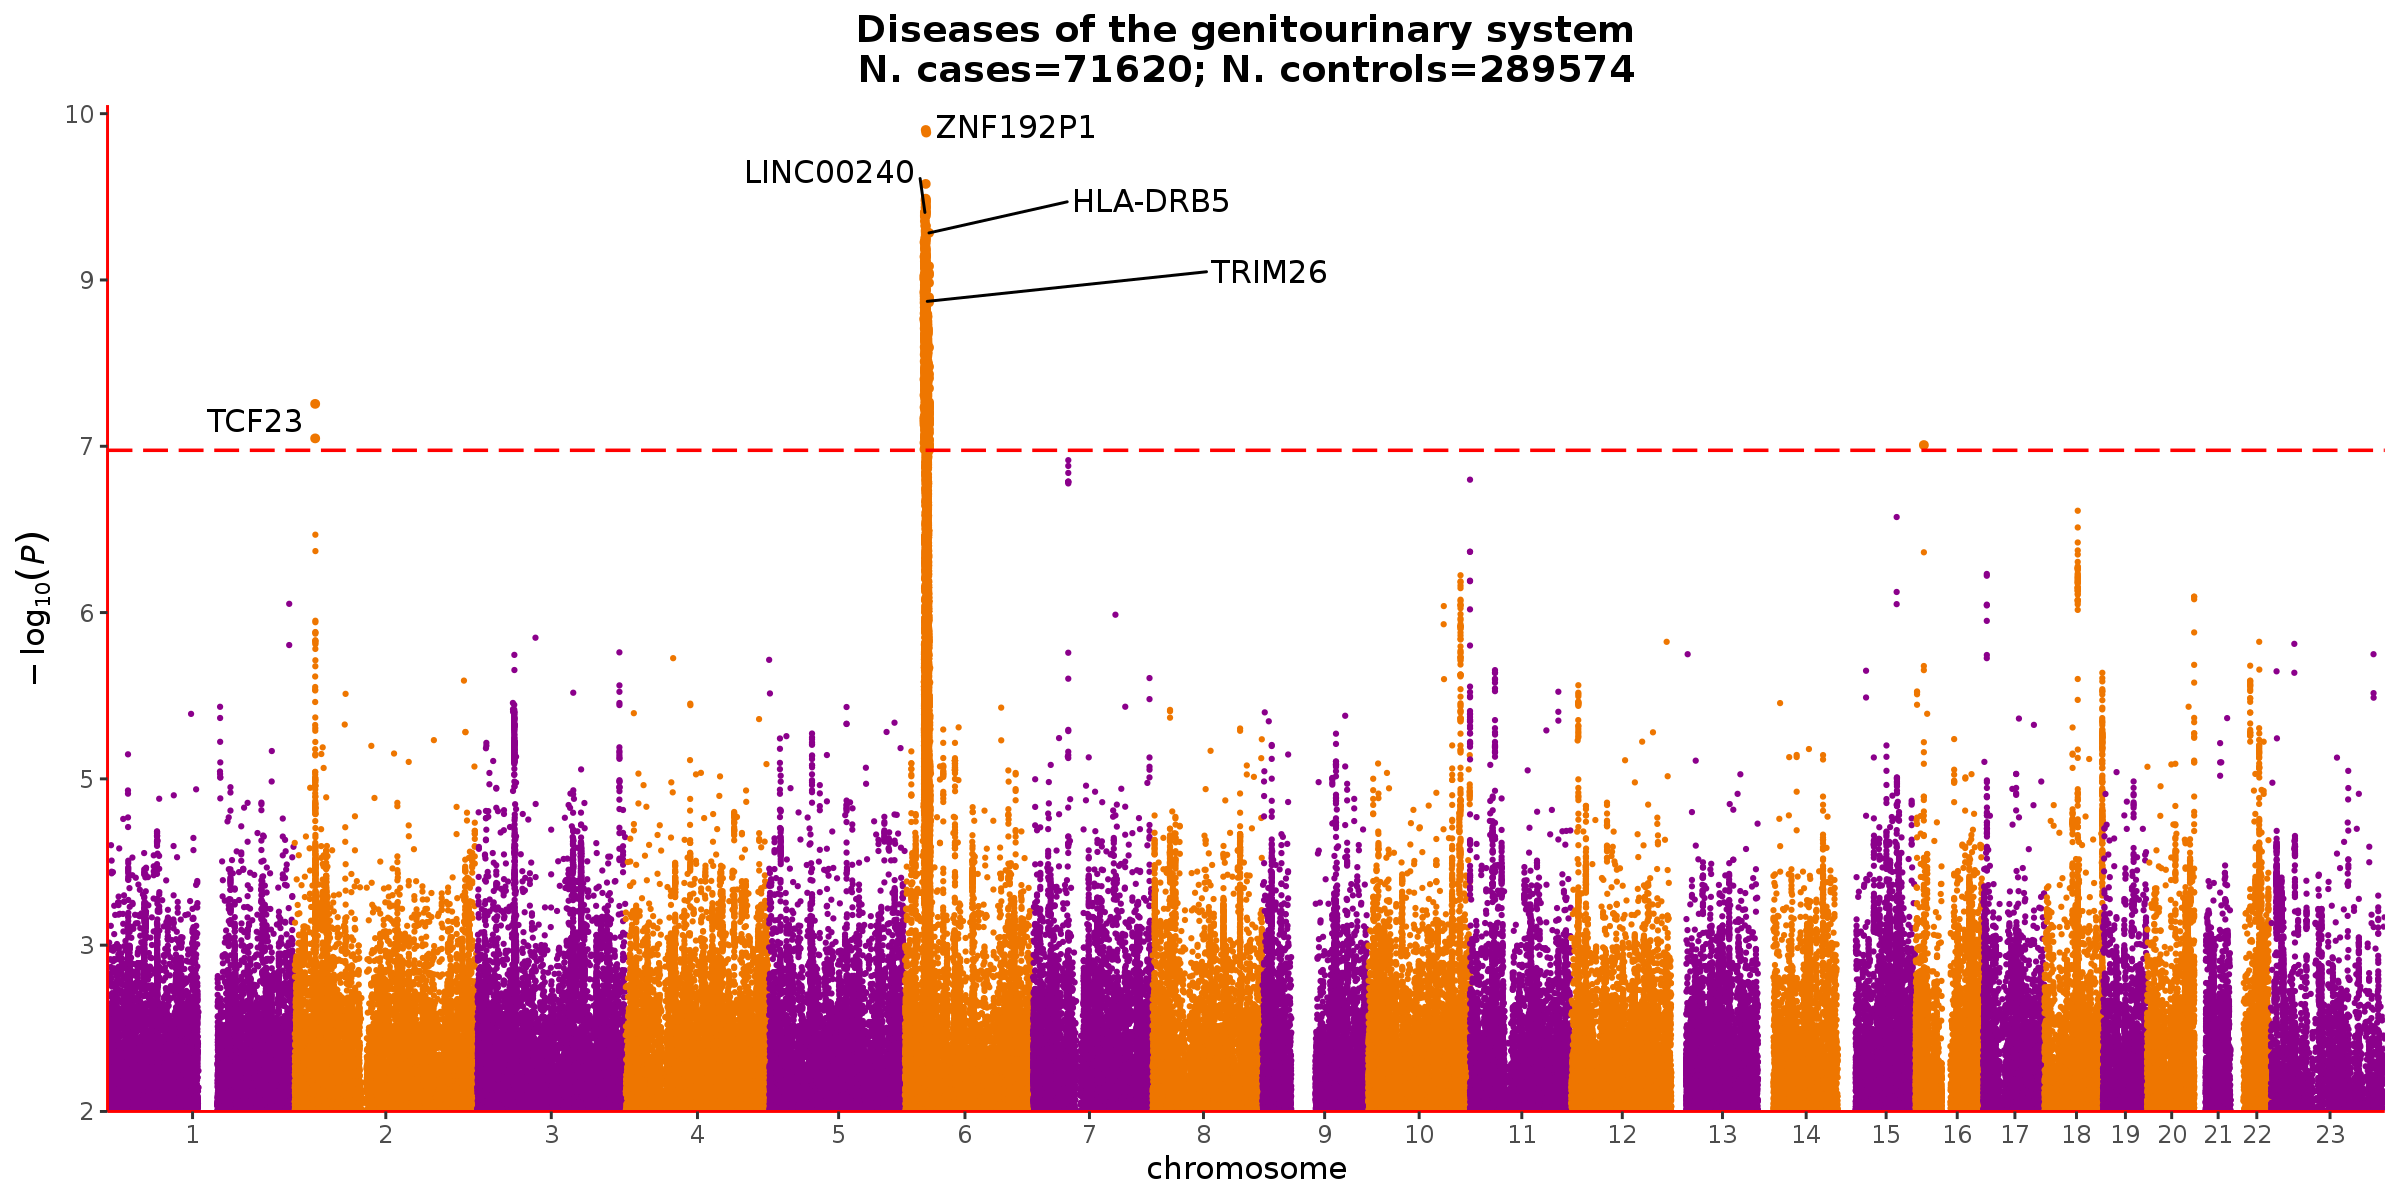 Diseases of the genitourinary system
N. cases=71620; N. controls=289574
10
9
7
6
5
3
2
−log10(P)
ZNF192P1
LINC00240
HLA-DRB5
TRIM26
TCF23
1 2 3 4 5 6 7 8 9 10 11 12 13 14 15 16 17 18 19 20 21 22 23
chromosome